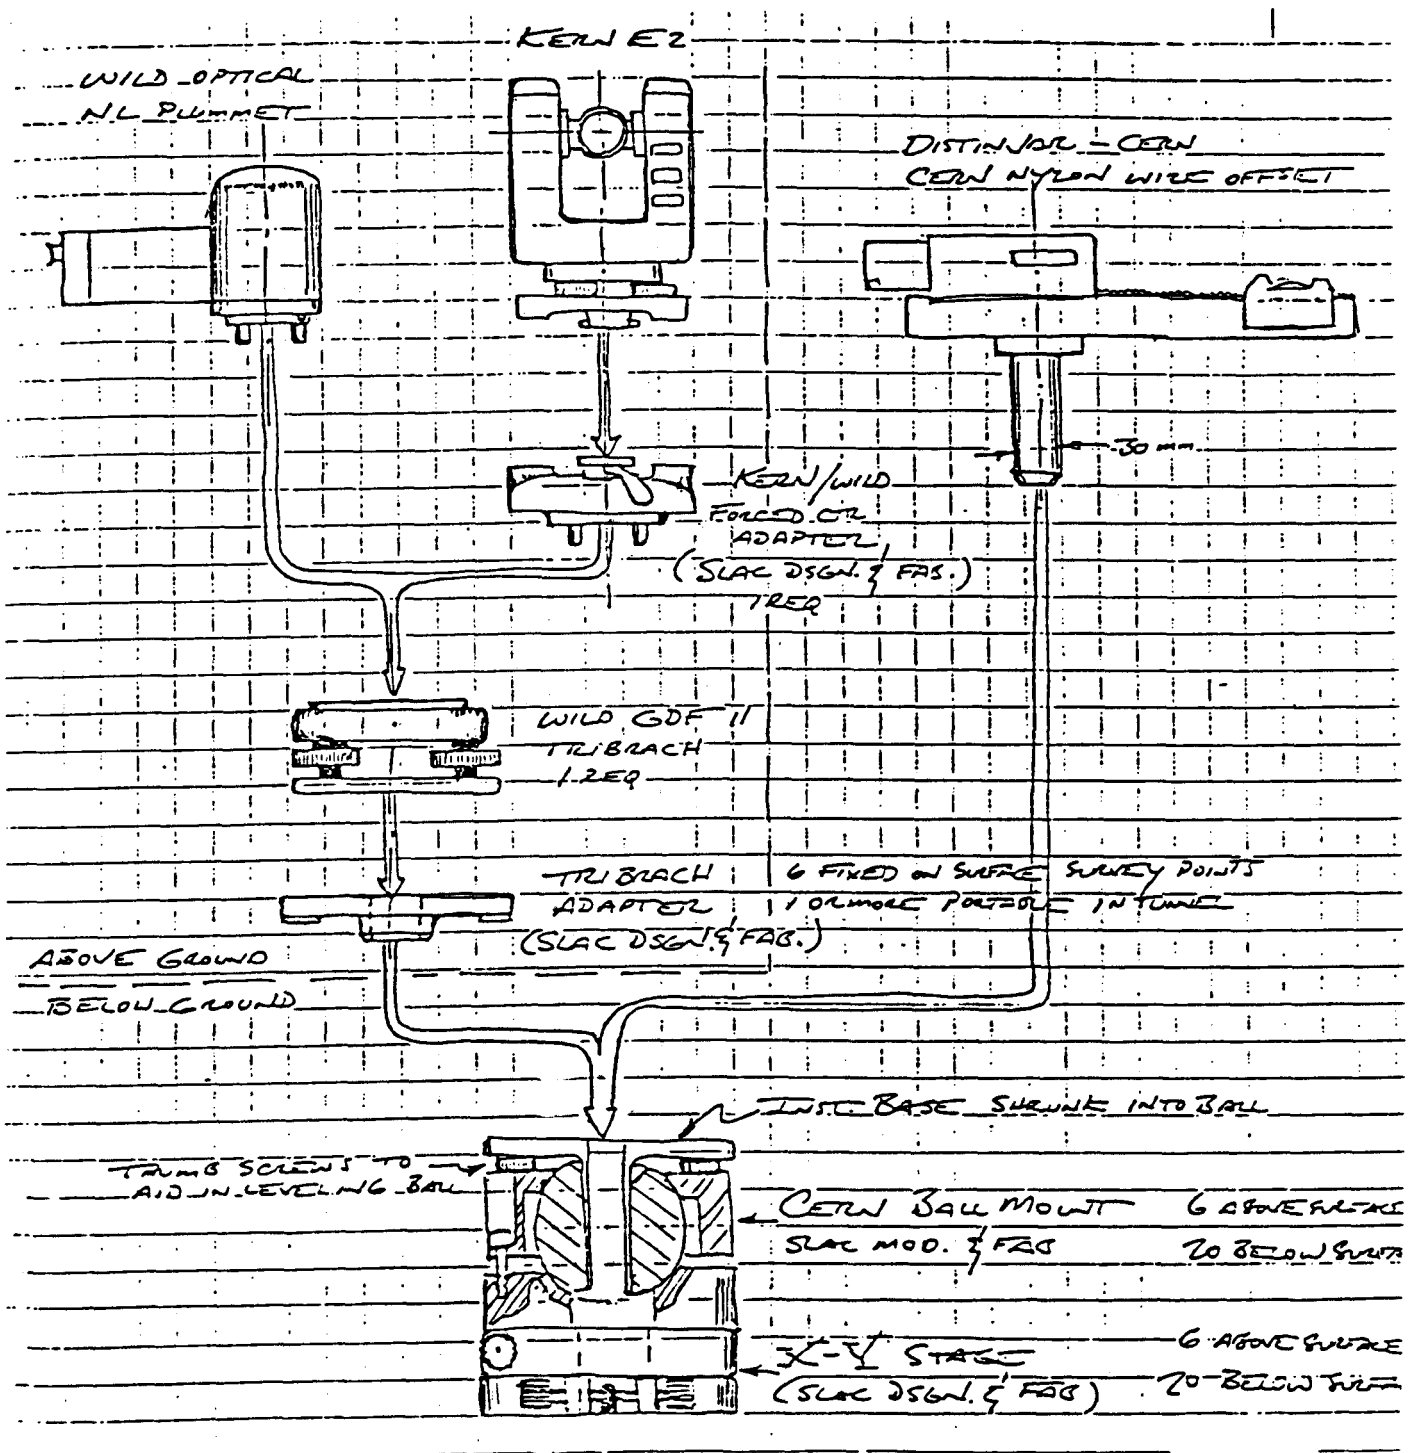 KERN E2
WILD OPTICAL
NL PLUMMET
DISTINVAR - CERN
CERN NYLON WIRE OFFSET
30 mm
KERN/WILD
FORCED CTR
ADAPTER
(SLAC DSGN. & FAB.)
1 REQ
WILD GDF 11
TRIBRACH
1 REQ
TRIBRACH
ADAPTER
(SLAC DSGN. & FAB.)
6 FIXED ON SURFACE SURVEY POINTS
1 OR MORE PORTABLE IN TUNNEL
ABOVE GROUND
BELOW GROUND
INST. BASE SHRUNK INTO BALL
THUMB SCREWS TO
AID IN LEVELING BALL
CERN BALL MOUNT
SLAC MOD. & FAB
6 ABOVE SURFACE
20 BELOW
X-Y STAGE
(SLAC DSGN. & FAB)
6 ABOVE SURFACE
20 BELOW